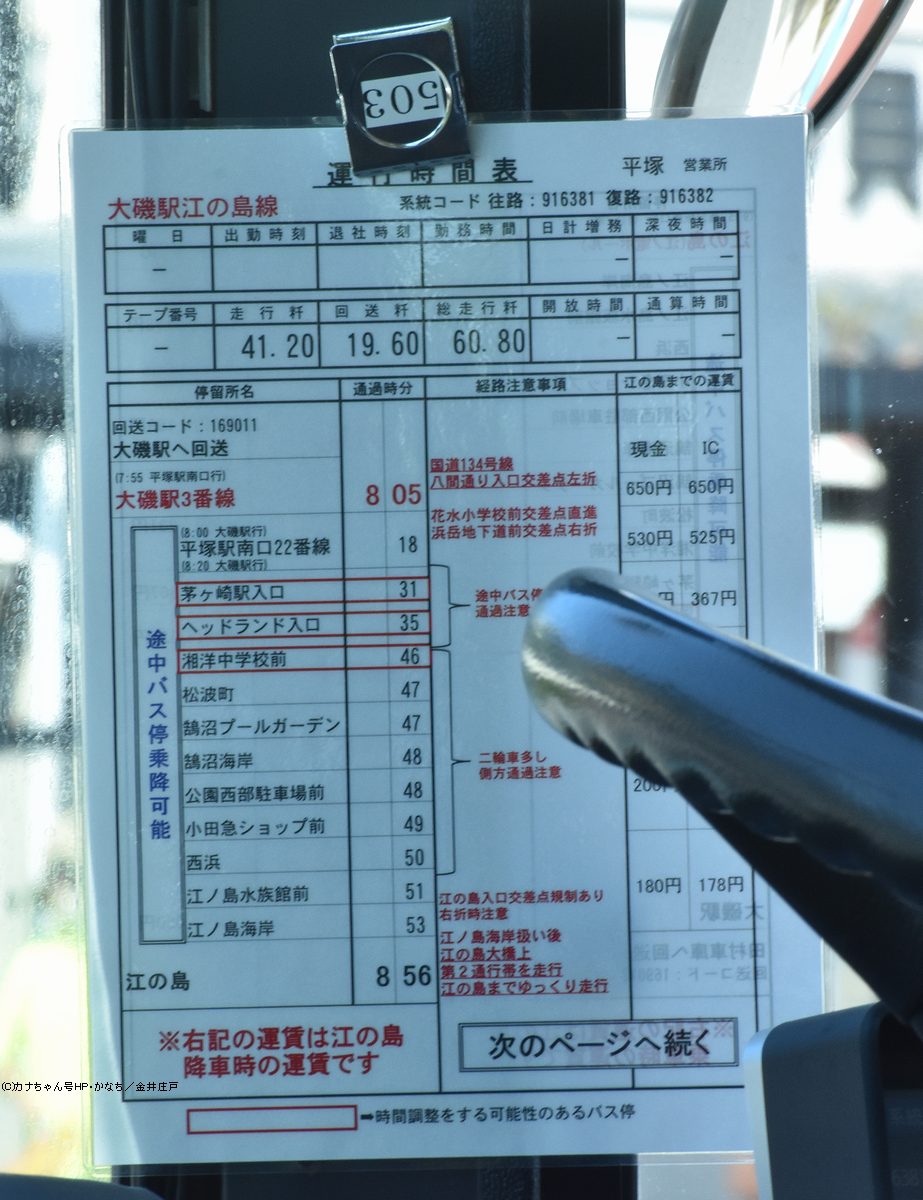 503
運行時間表
平塚 営業所
大磯駅江の島線
系統コード 往路：916381 復路：916382
曜日 出勤時刻 退社時刻 勤務時間 日計増務 深夜時間
－ － －
テープ番号 走行粁 回送粁 総走行粁 開放時間 通算時間
－ 41.20 19.60 60.80 － －
停留所名 通過時分 経路注意事項 江の島までの運賃
回送コード：169011
大磯駅へ回送
現金 IC
(7:55 平塚駅南口行)
大磯駅3番線 8 05
国道134号線
八間通り入口交差点左折
650円 650円
(8:00 大磯駅行)
平塚駅南口22番線 18
(8:20 大磯駅行)
花水小学校前交差点直進
浜岳地下道前交差点右折
530円 525円
途中バス停乗降可能
茅ヶ崎駅入口 31
途中バス停
通過注意
円 367円
ヘッドランド入口 35
湘洋中学校前 46
松波町 47
鵠沼プールガーデン 47
鵠沼海岸 48
二輪車多し
側方通過注意
公園西部駐車場前 48
小田急ショップ前 49
西浜 50
江ノ島水族館前 51
180円 178円
江ノ島海岸 53
江の島入口交差点規制あり
右折時注意
江ノ島海岸扱い後
江の島大橋上
第2通行帯を走行
江の島までゆっくり走行
江の島 8 56
※右記の運賃は江の島
降車時の運賃です
次のページへ続く
➡時間調整をする可能性のあるバス停
©カナちゃん号HP・かなち／金井庄戸